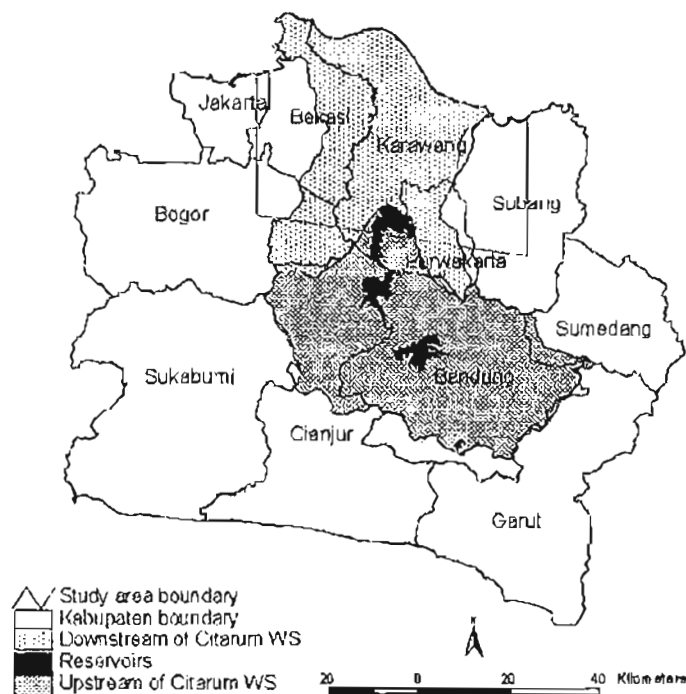 Jakarta
Bekasi
Karawang
Bogor
Subang
Purwakarta
Sumedang
Sukabumi
Bandung
Cianjur
Garut
Study area boundary
Kabupaten boundary
Downstream of Citarum WS
Reservoirs
Upstream of Citarum WS
N
20 0 20 40 Kilometers